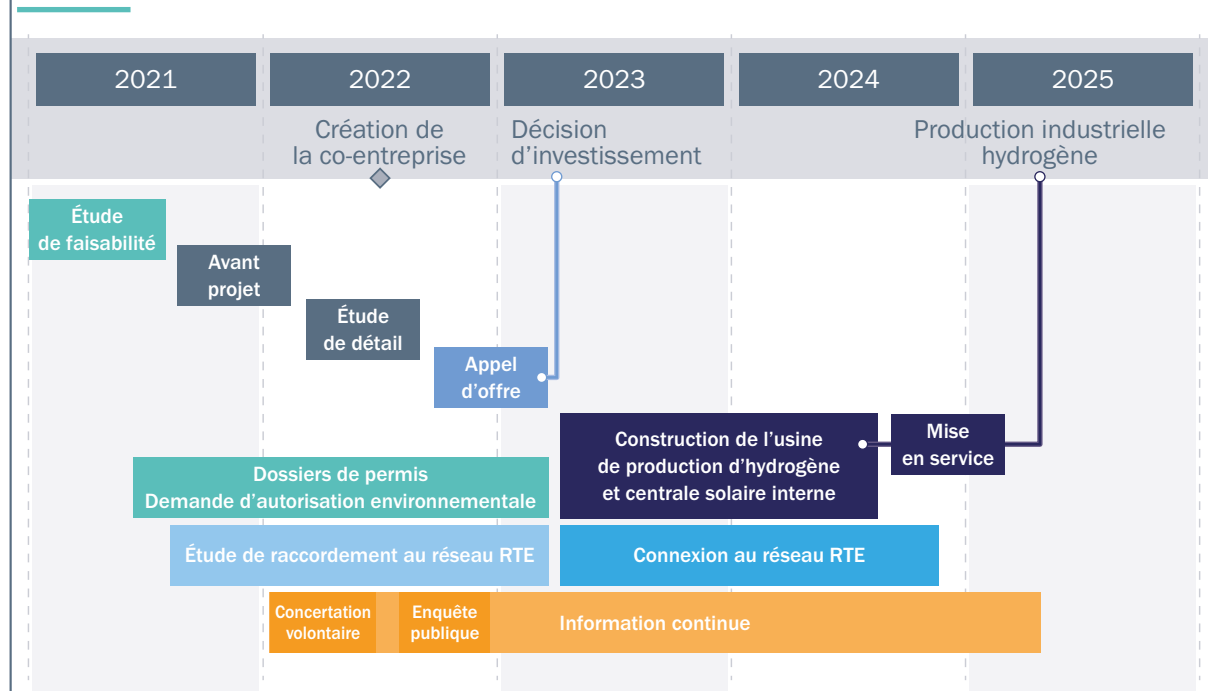 2021
2022
2023
2024
2025
Création de
la co-entreprise
Décision
d’investissement
Production industrielle
hydrogène
Étude
de faisabilité
Avant
projet
Étude
de détail
Appel
d’offre
Construction de l’usine
de production d’hydrogène
et centrale solaire interne
Mise
en service
Dossiers de permis
Demande d’autorisation environnementale
Étude de raccordement au réseau RTE
Connexion au réseau RTE
Concertation
volontaire
Enquête
publique
Information continue